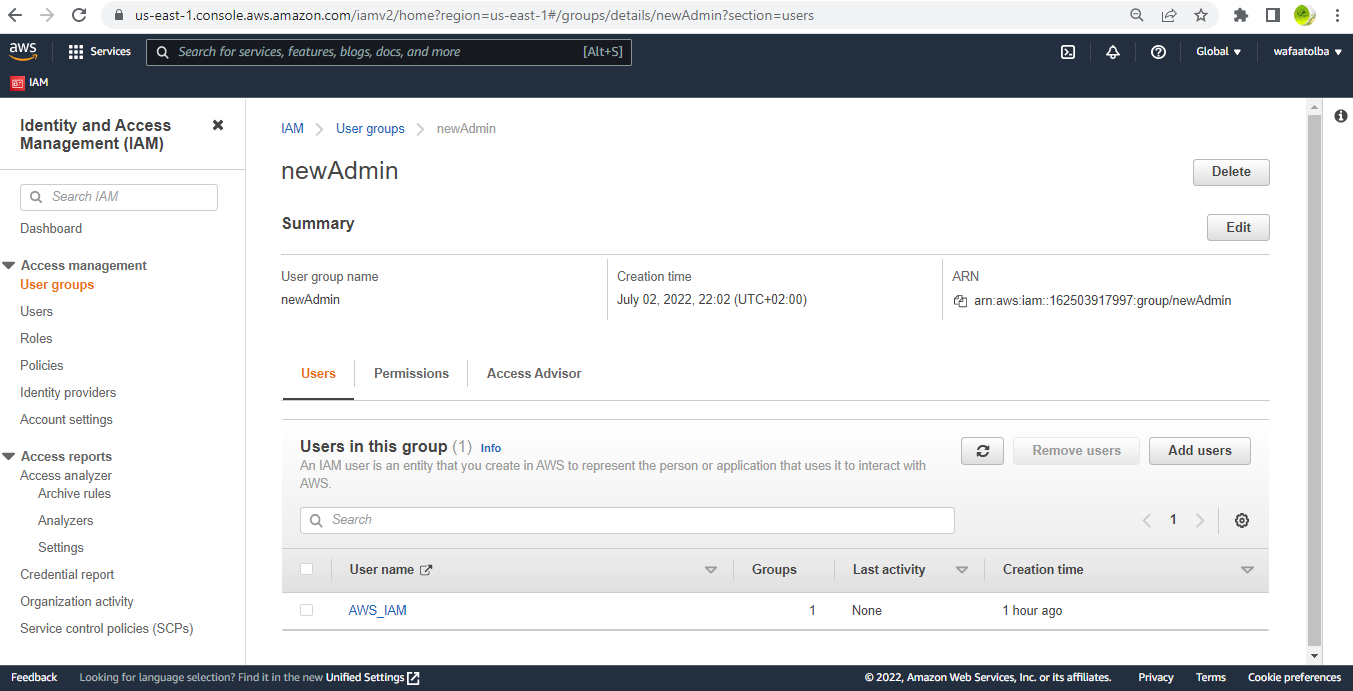 us-east-1.console.aws.amazon.com/iamv2/home?region=us-east-1#/groups/details/newAdmin?section=users
aws Services Search for services, features, blogs, docs, and more [Alt+S] Global wafaatolba
IAM
Identity and Access
Management (IAM)
Search IAM
Dashboard
Access management
User groups
Users
Roles
Policies
Identity providers
Account settings
Access reports
Access analyzer
Archive rules
Analyzers
Settings
Credential report
Organization activity
Service control policies (SCPs)
IAM User groups newAdmin
newAdmin
Delete
Summary
Edit
User group name
newAdmin
Creation time
July 02, 2022, 22:02 (UTC+02:00)
ARN
arn:aws:iam::162503917997:group/newAdmin
Users Permissions Access Advisor
Users in this group (1) Info
An IAM user is an entity that you create in AWS to represent the person or application that uses it to interact with
AWS.
Remove users Add users
Search
1
User name Groups Last activity Creation time
AWS_IAM 1 None 1 hour ago
Feedback Looking for language selection? Find it in the new Unified Settings © 2022, Amazon Web Services, Inc. or its affiliates. Privacy Terms Cookie preferences